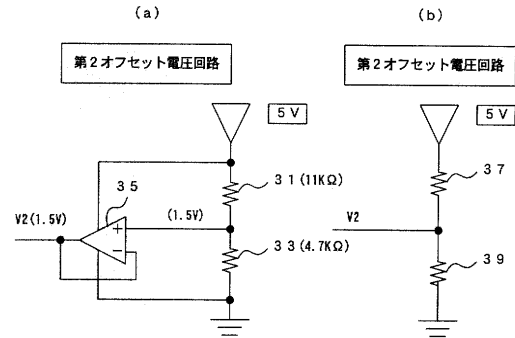 (a)
第2オフセット電圧回路
5V
31(11KΩ)
35
V2(1.5V)
(1.5V)
33(4.7KΩ)
(b)
第2オフセット電圧回路
5V
37
V2
39